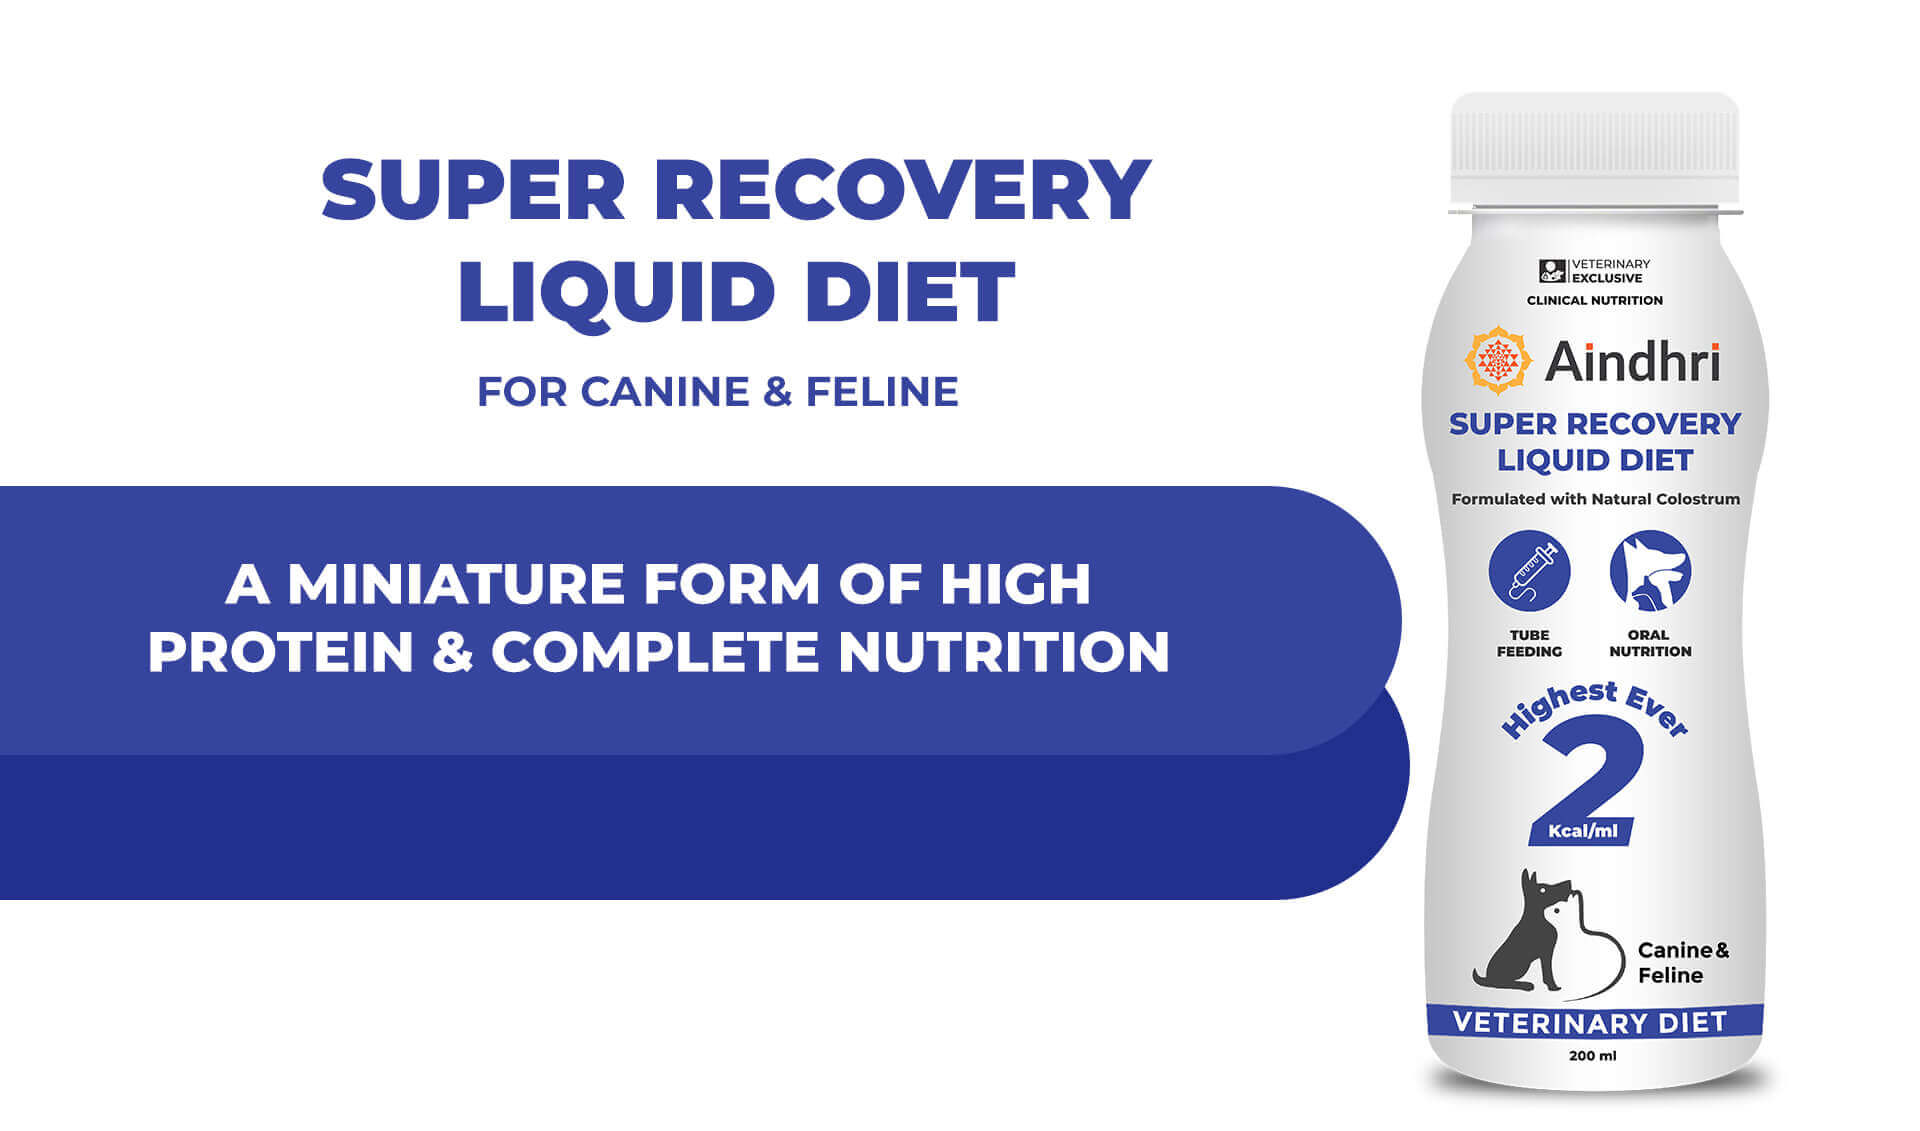 SUPER RECOVERY
LIQUID DIET
FOR CANINE & FELINE
A MINIATURE FORM OF HIGH
PROTEIN & COMPLETE NUTRITION
VETERINARY
EXCLUSIVE
CLINICAL NUTRITION
Aindhri
SUPER RECOVERY
LIQUID DIET
Formulated with Natural Colostrum
TUBE
FEEDING
ORAL
NUTRITION
Highest Ever
2
Kcal/ml
Canine &
Feline
VETERINARY DIET
200 ml